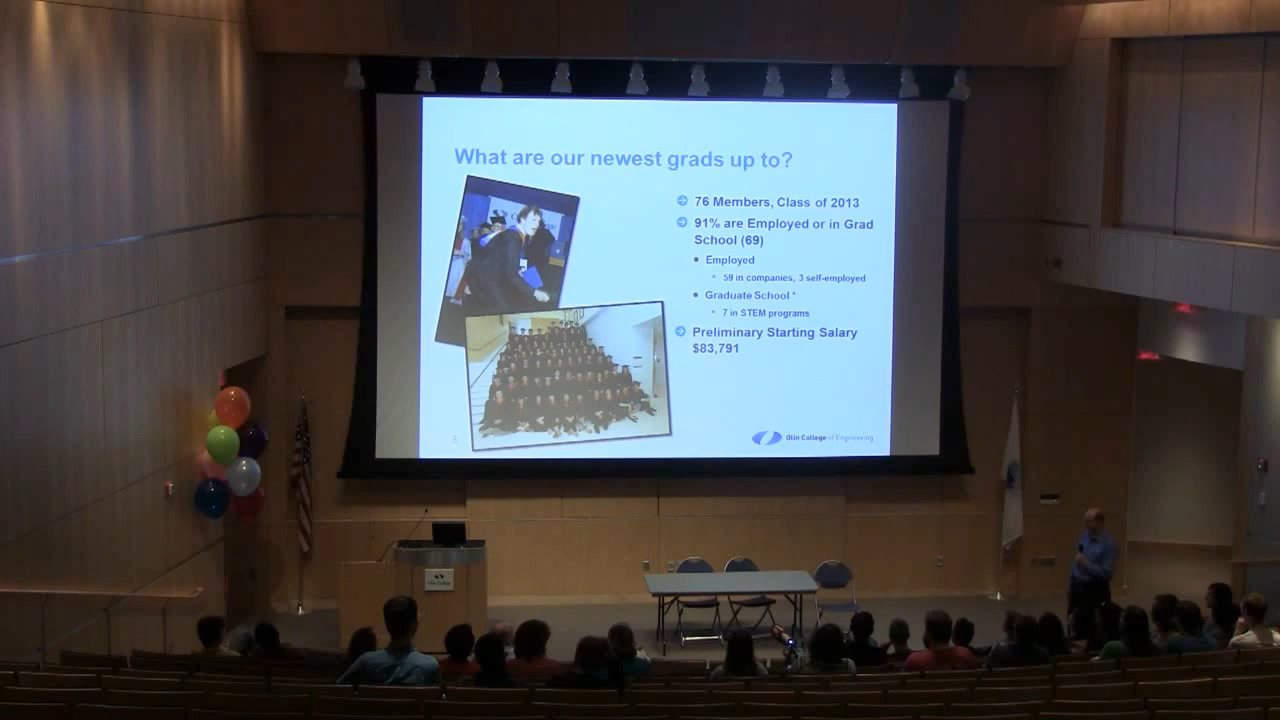 What are our newest grads up to?
76 Members, Class of 2013
91% are Employed or in Grad
School (69)
Employed
59 in companies, 3 self-employed
Graduate School *
7 in STEM programs
Preliminary Starting Salary
$83,791
3
Olin College of Engineering